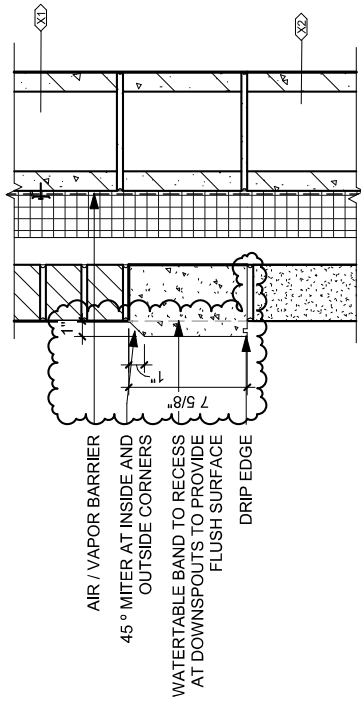 X1
X2
1"
1"
7 5/8"
AIR / VAPOR BARRIER
45 ° MITER AT INSIDE AND
OUTSIDE CORNERS
WATERTABLE BAND TO RECESS
AT DOWNSPOUTS TO PROVIDE
FLUSH SURFACE
DRIP EDGE